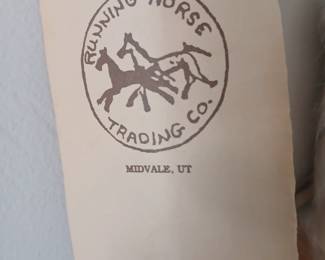 RUNNING HORSE
TRADING CO.
MIDVALE, UT